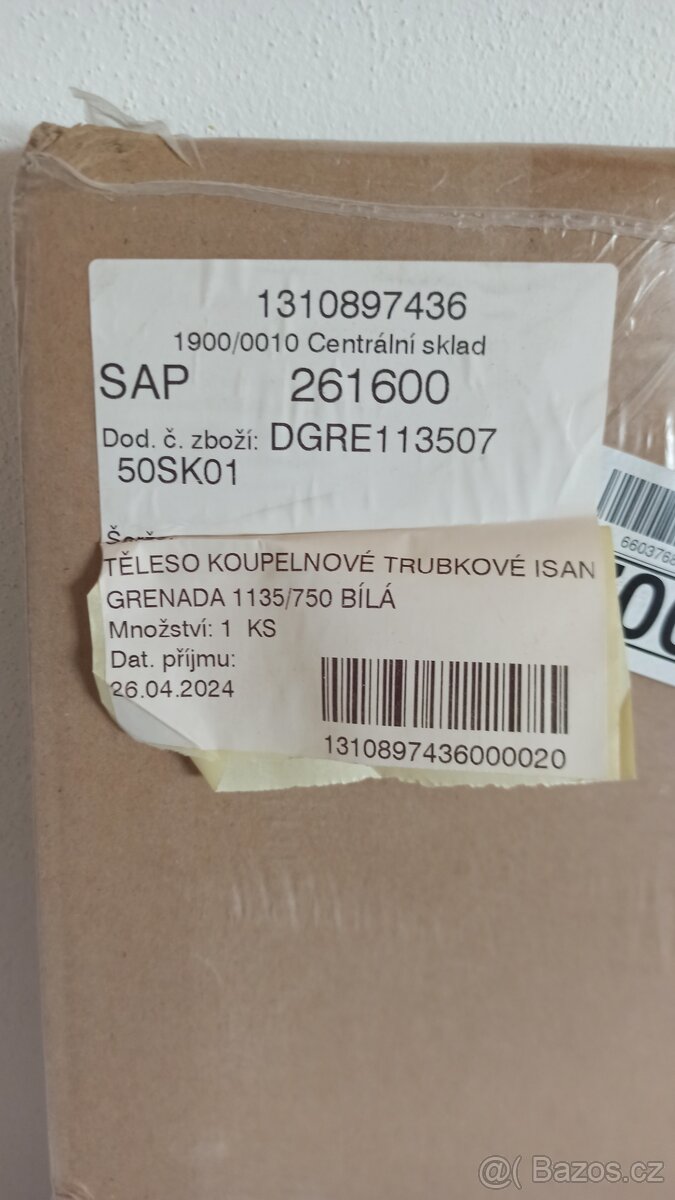 1310897436
1900/0010 Centrální sklad
SAP 261600
Dod. č. zboží: DGRE113507
50SK01
TĚLESO KOUPELNOVÉ TRUBKOVÉ ISAN
GRENADA 1135/750 BÍLÁ
Množství: 1 KS
Dat. příjmu:
26.04.2024
1310897436000020
@( Bazos.cz